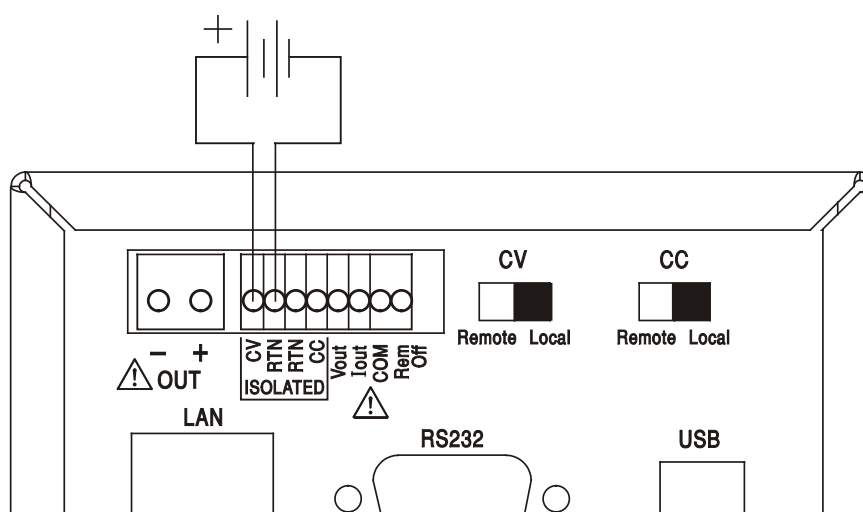 +
CV
CC
Remote Local
Remote Local
− +
OUT
CV
RTN
RTN
CC
Vout
Iout
COM
Rem
Off
ISOLATED
LAN
RS232
USB